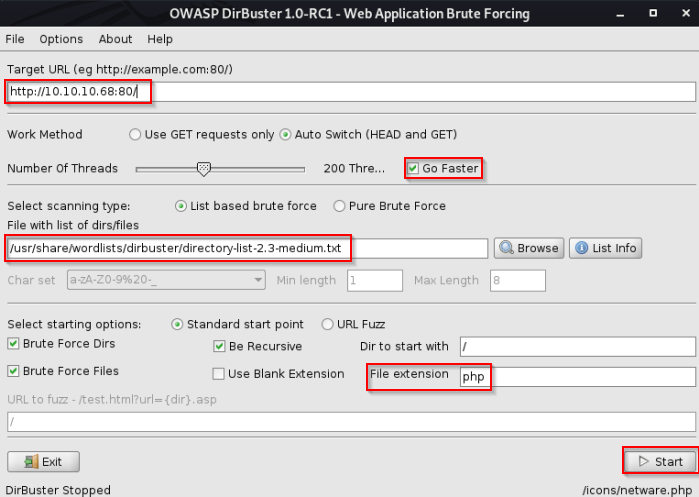 OWASP DirBuster 1.0-RC1 - Web Application Brute Forcing
File Options About Help
Target URL (eg http://example.com:80/)
http://10.10.10.68:80/
Work Method Use GET requests only Auto Switch (HEAD and GET)
Number Of Threads 200 Thre... Go Faster
Select scanning type: List based brute force Pure Brute Force
File with list of dirs/files
/usr/share/wordlists/dirbuster/directory-list-2.3-medium.txt Browse List Info
Char set a-zA-Z0-9%20-_ Min length 1 Max Length 8
Select starting options: Standard start point URL Fuzz
Brute Force Dirs Be Recursive Dir to start with /
Brute Force Files Use Blank Extension File extension php
URL to fuzz - /test.html?url={dir}.asp
/
Exit Start
DirBuster Stopped /icons/netware.php